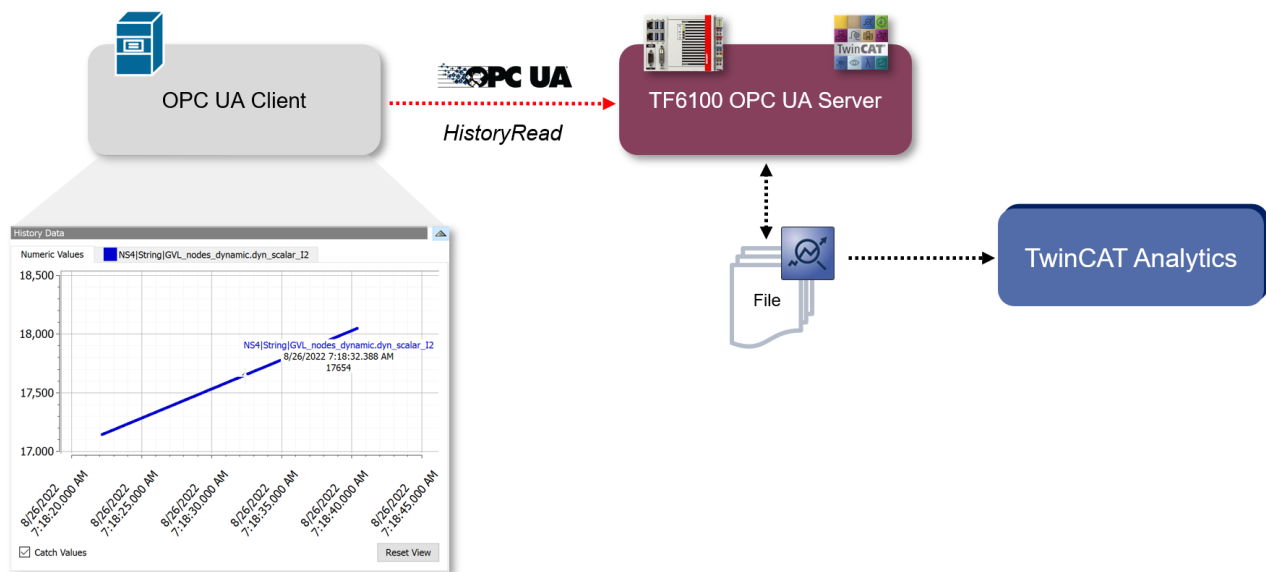 OPC UA Client
OPC UA
HistoryRead
TwinCAT
TF6100 OPC UA Server
File
TwinCAT Analytics
History Data
Numeric Values
NS4|String|GVL_nodes_dynamic.dyn_scalar_I2
18,500
18,000
17,500
17,000
NS4|String|GVL_nodes_dynamic.dyn_scalar_I2
8/26/2022 7:18:32.388 AM
17654
8/26/2022
7:18:20.000 AM
8/26/2022
7:18:25.000 AM
8/26/2022
7:18:30.000 AM
8/26/2022
7:18:35.000 AM
8/26/2022
7:18:40.000 AM
8/26/2022
7:18:45.000 AM
Catch Values
Reset View